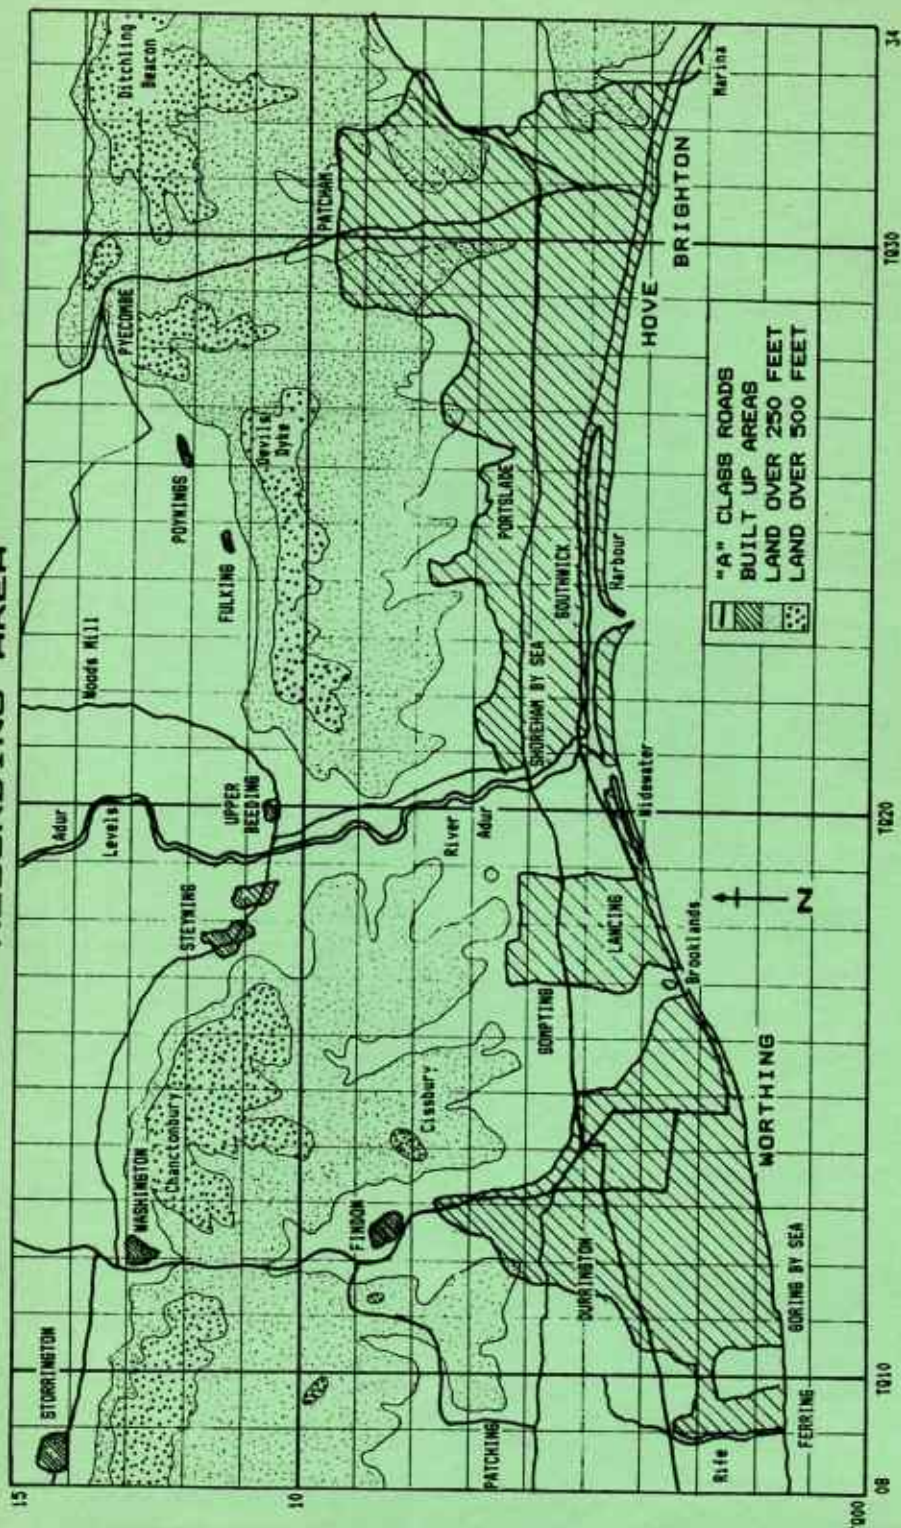 15
10
TQ00
08
TQ10
TQ20
TQ30
34
STORRINGTON
WASHINGTON
Chanctonbury
STEYNING
Adur
Levels
UPPER
BEEDING
Woods Mill
FULKING
POYNINGS
PYECOMBE
Ditchling
Beacon
FINDON
Cissbury
River
Adur
Devils
Dyke
PATCHAM
PATCHING
DURRINGTON
SOMPTING
LANCING
SHOREHAM BY SEA
SOUTHWICK
PORTSLADE
Rife
FERRING
GORING BY SEA
WORTHING
Brooklands
Widewater
Harbour
HOVE
BRIGHTON
Marina
N
"A" CLASS ROADS
BUILT UP AREAS
LAND OVER 250 FEET
LAND OVER 500 FEET